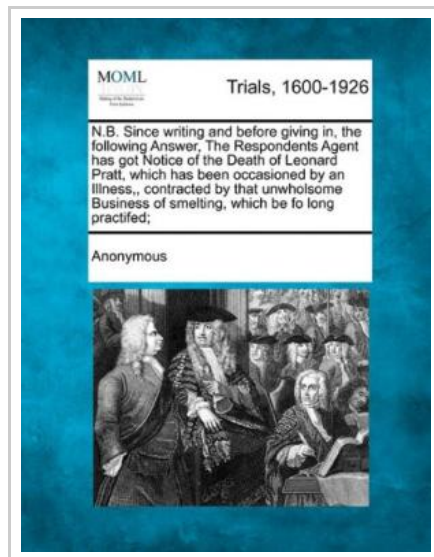 MOML
Trials, 1600-1926
N.B. Since writing and before giving in, the
following Answer, The Respondents Agent
has got Notice of the Death of Leonard
Pratt, which has been occasioned by an
Illness,, contracted by that unwholsome
Business of smelting, which be fo long
practifed;
Anonymous